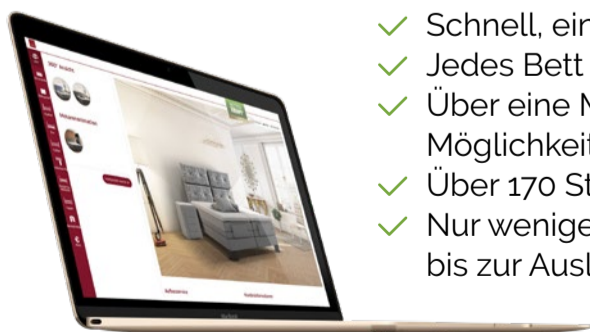 Schnell, ein
Jedes Bett
Über eine M
Möglichkeit
Über 170 St
Nur wenige
bis zur Ausl
360° Ansicht